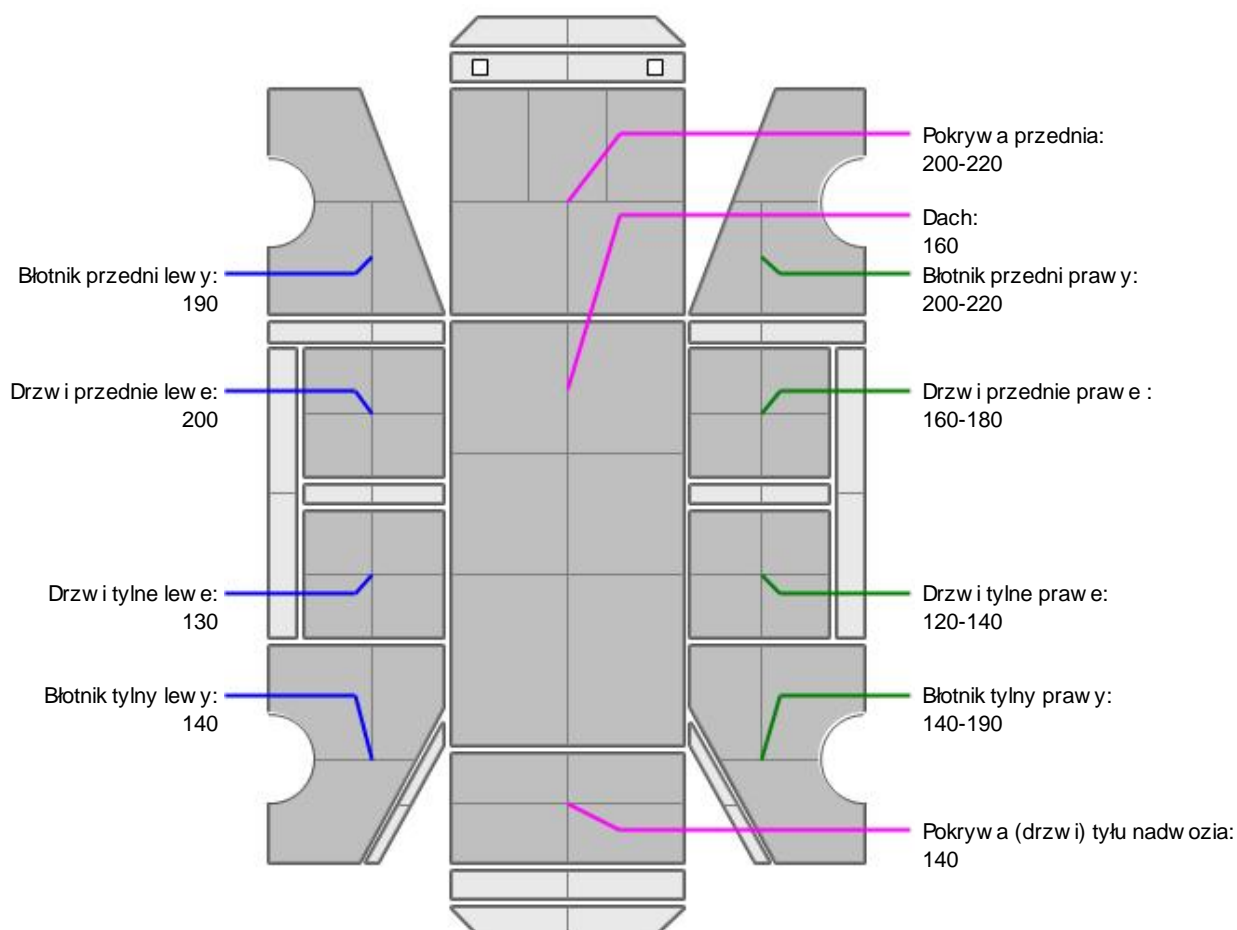 Pokrywa przednia:
200-220
Dach:
160
Błotnik przedni lewy:
190
Błotnik przedni prawy:
200-220
Drzwi przednie lewe:
200
Drzwi przednie prawe :
160-180
Drzwi tylne lewe:
130
Drzwi tylne prawe:
120-140
Błotnik tylny lewy:
140
Błotnik tylny prawy:
140-190
Pokrywa (drzwi) tyłu nadwozia:
140